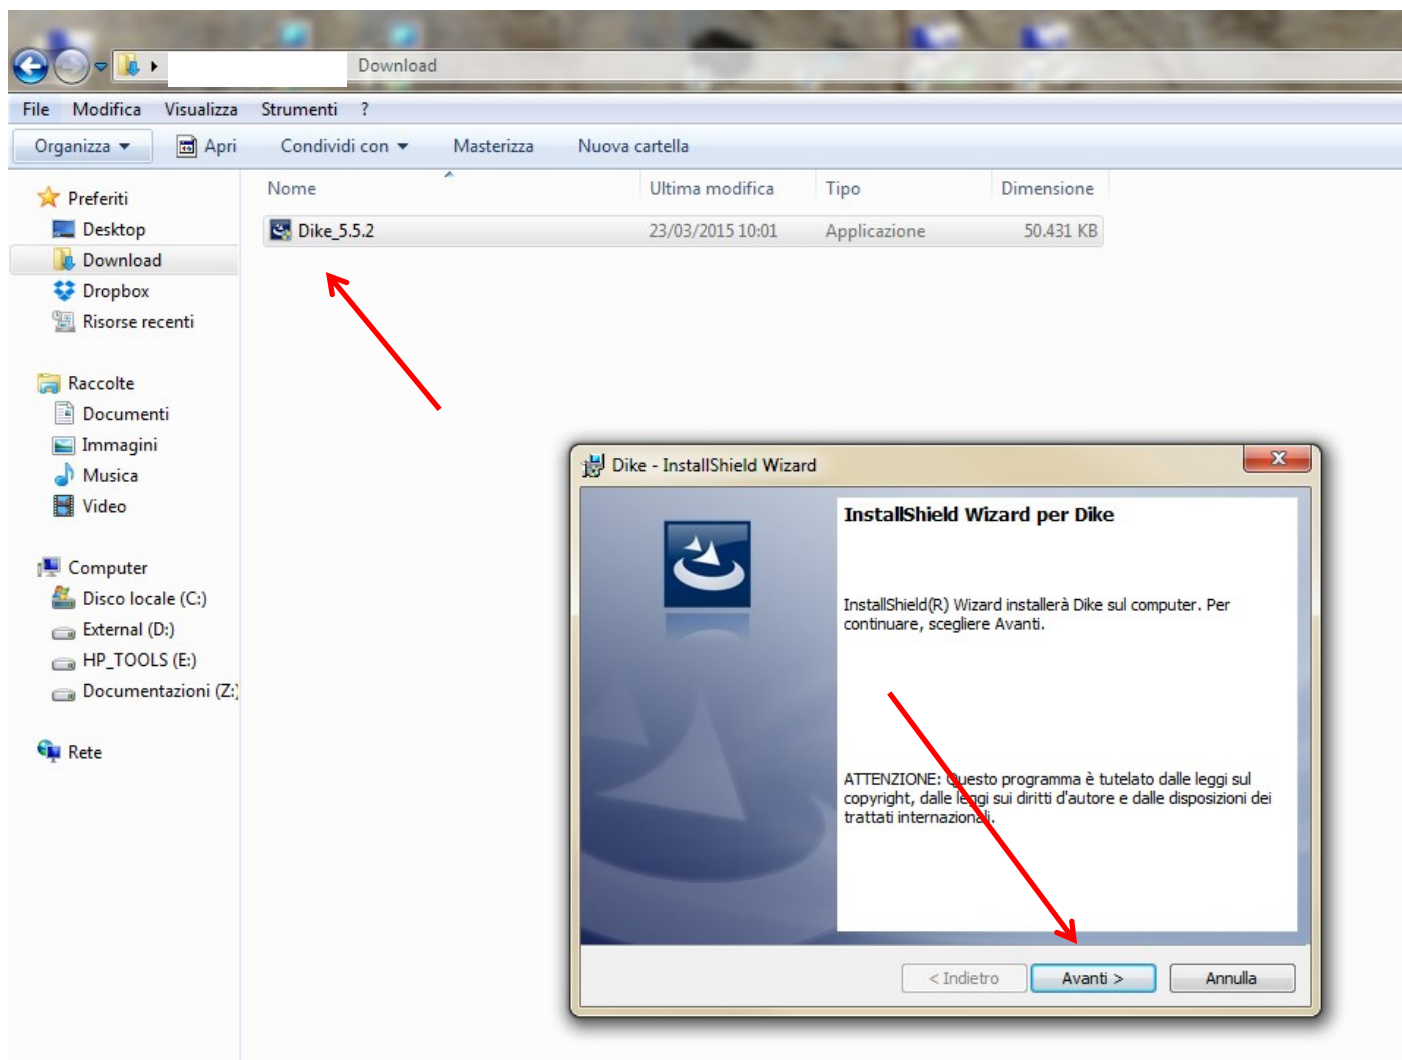 Download
File Modifica Visualizza Strumenti ?
Organizza Apri Condividi con Masterizza Nuova cartella
Nome Ultima modifica Tipo Dimensione
Dike_5.5.2 23/03/2015 10:01 Applicazione 50.431 KB
Preferiti
Desktop
Download
Dropbox
Risorse recenti
Raccolte
Documenti
Immagini
Musica
Video
Computer
Disco locale (C:)
External (D:)
HP_TOOLS (E:)
Documentazioni (Z:)
Rete
Dike - InstallShield Wizard
InstallShield Wizard per Dike
InstallShield(R) Wizard installerà Dike sul computer. Per
continuare, scegliere Avanti.
ATTENZIONE: Questo programma è tutelato dalle leggi sul
copyright, dalle leggi sui diritti d'autore e dalle disposizioni dei
trattati internazionali.
< Indietro Avanti > Annulla